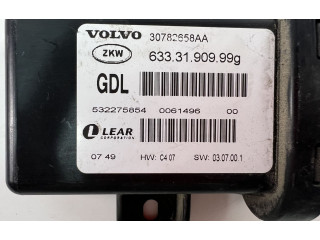 VOLVO 30782658AA
ZKW 633.31.909.99g
GDL
532275854 0061496 00
LEAR
CORPORATION
07 49 HW: C4 07 SW: 03.07.00.1